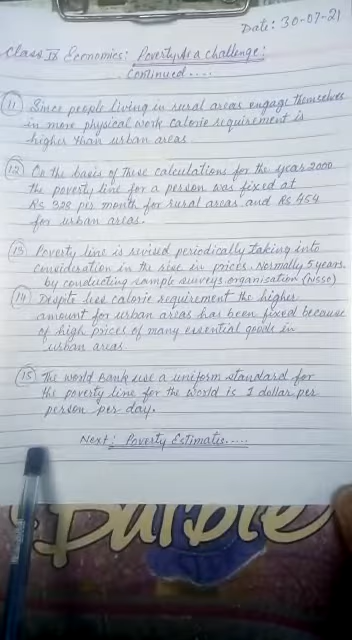 Date: 30-07-21
Class IX Economics: Poverty As a challenge:
Continued....
(11) Since people living in rural areas engage themselves
in more physical work calorie requirement is
higher than urban areas
(12) On the basis of these calculations for the year 2000
the poverty line for a person was fixed at
Rs 328 per month for rural areas and Rs 454
for urban areas.
(13) Poverty line is revised periodically taking into
consideration in the rise in prices. Normally 5 years.
by conducting sample surveys organisation (NSSO)
(14) Despite less calorie requirement the higher
amount for urban areas has been fixed because
of high prices of many essential goods in
urban areas
(15) The world Bank use a uniform standard for
the poverty line for the world is 1 dollar per
person per day.
Next: Poverty Estimates....
Barbie